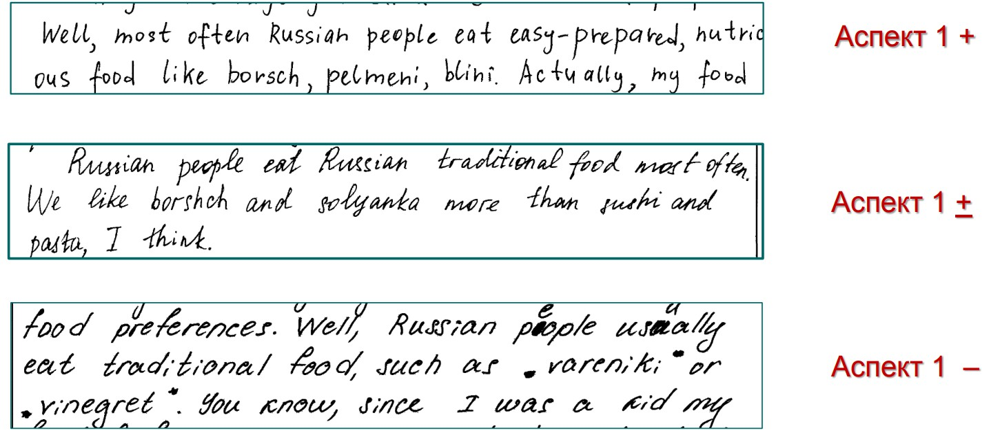 Well, most often Russian people eat easy-prepared, nutric
ous food like borsch, pelmeni, blini. Actually, my food
Аспект 1 +
Russian people eat Russian traditional food most often.
We like borshch and solyanka more than sushi and
pasta, I think.
Аспект 1 ±
food preferences. Well, Russian people usually
eat traditional food, such as „vareniki“ or
„vinegret“. You know, since I was a kid my
Аспект 1 –